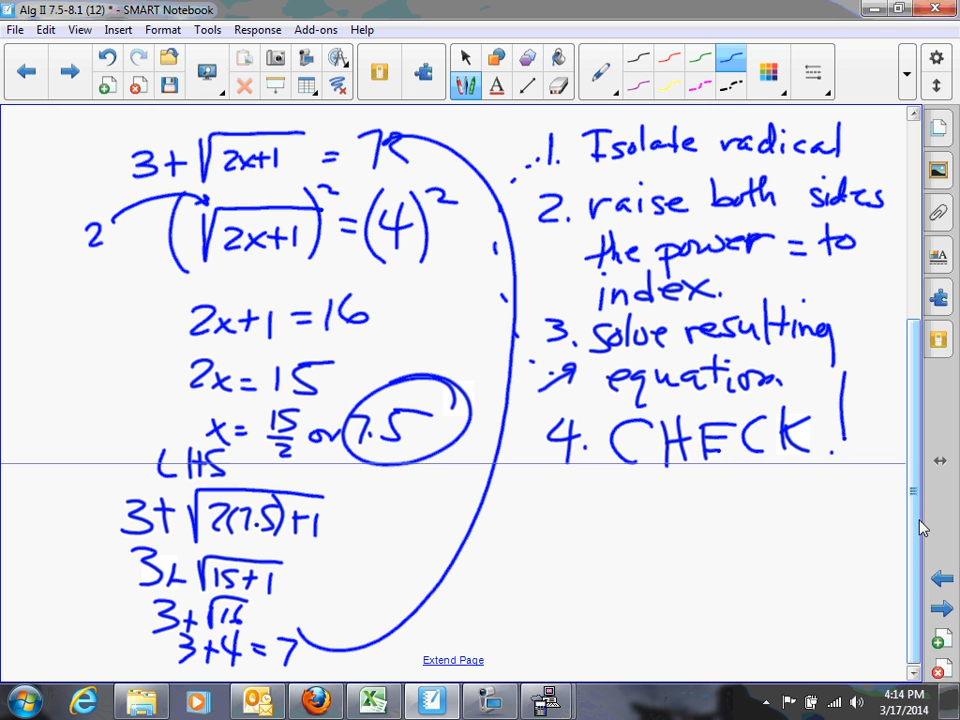 Alg II 7.5-8.1 (12) * - SMART Notebook
File Edit View Insert Format Tools Response Add-ons Help
3 + √2x+1 = 7
2 (√2x+1)² = (4)²
2x+1 = 16
2x = 15
x = 15/2 or 7.5
LHS
3 + √2(7.5)+1
3 + √15+1
3 + √16
3 + 4 = 7
1. Isolate radical
2. raise both sides
the power = to
index.
3. Solve resulting
equation.
4. CHECK!
Extend Page
4:14 PM
3/17/2014